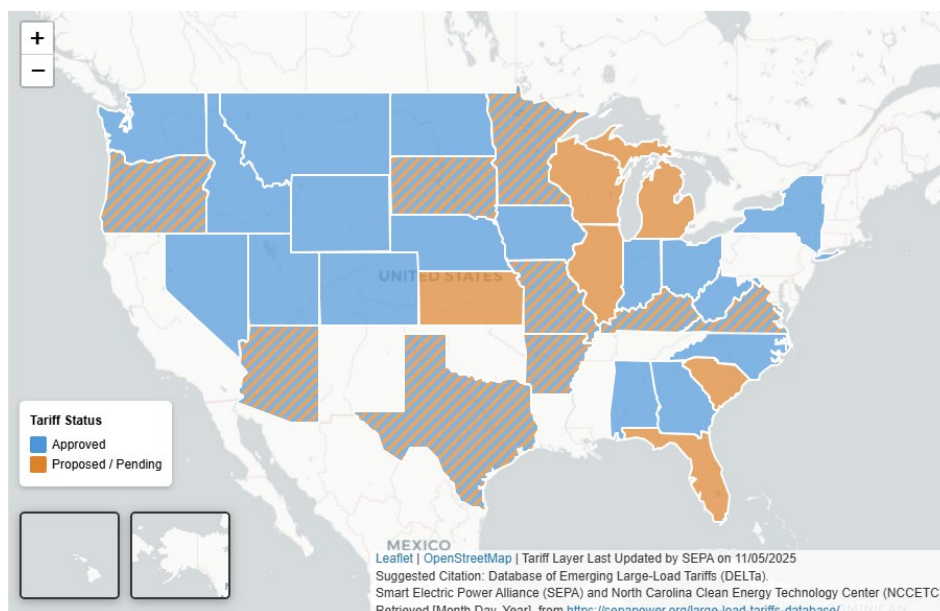 +
−
UNITED STATES
Tariff Status
Approved
Proposed / Pending
MEXICO
Leaflet | OpenStreetMap | Tariff Layer Last Updated by SEPA on 11/05/2025
Suggested Citation: Database of Emerging Large-Load Tariffs (DELTa).
Smart Electric Power Alliance (SEPA) and North Carolina Clean Energy Technology Center (NCCETC
Retrieved [Month Day, Year], from https://sepapower.org/large-load-tariffs-database/
DOMINICAN